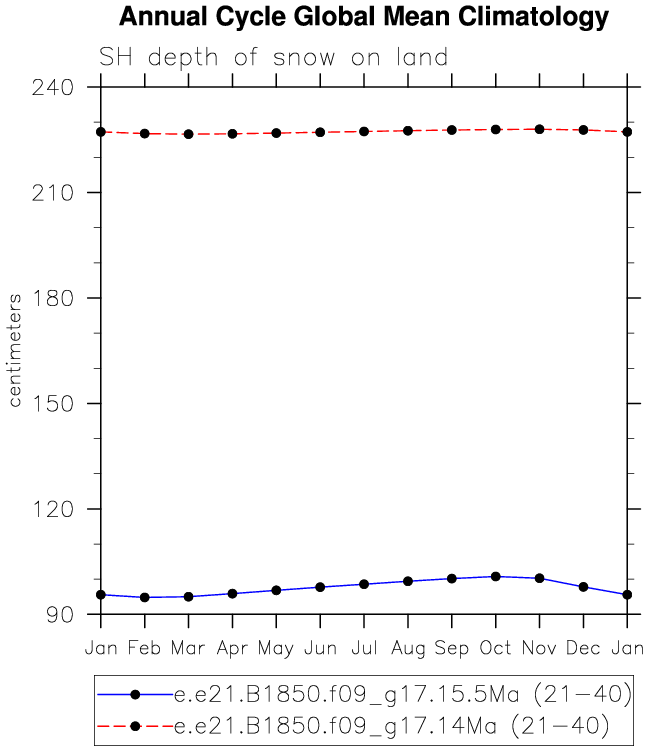 Annual Cycle Global Mean Climatology
SH depth of snow on land
240
210
180
150
120
90
centimeters
Jan Feb Mar Apr May Jun Jul Aug Sep Oct Nov Dec Jan
e.e21.B1850.f09_g17.15.5Ma (21-40)
e.e21.B1850.f09_g17.14Ma (21-40)